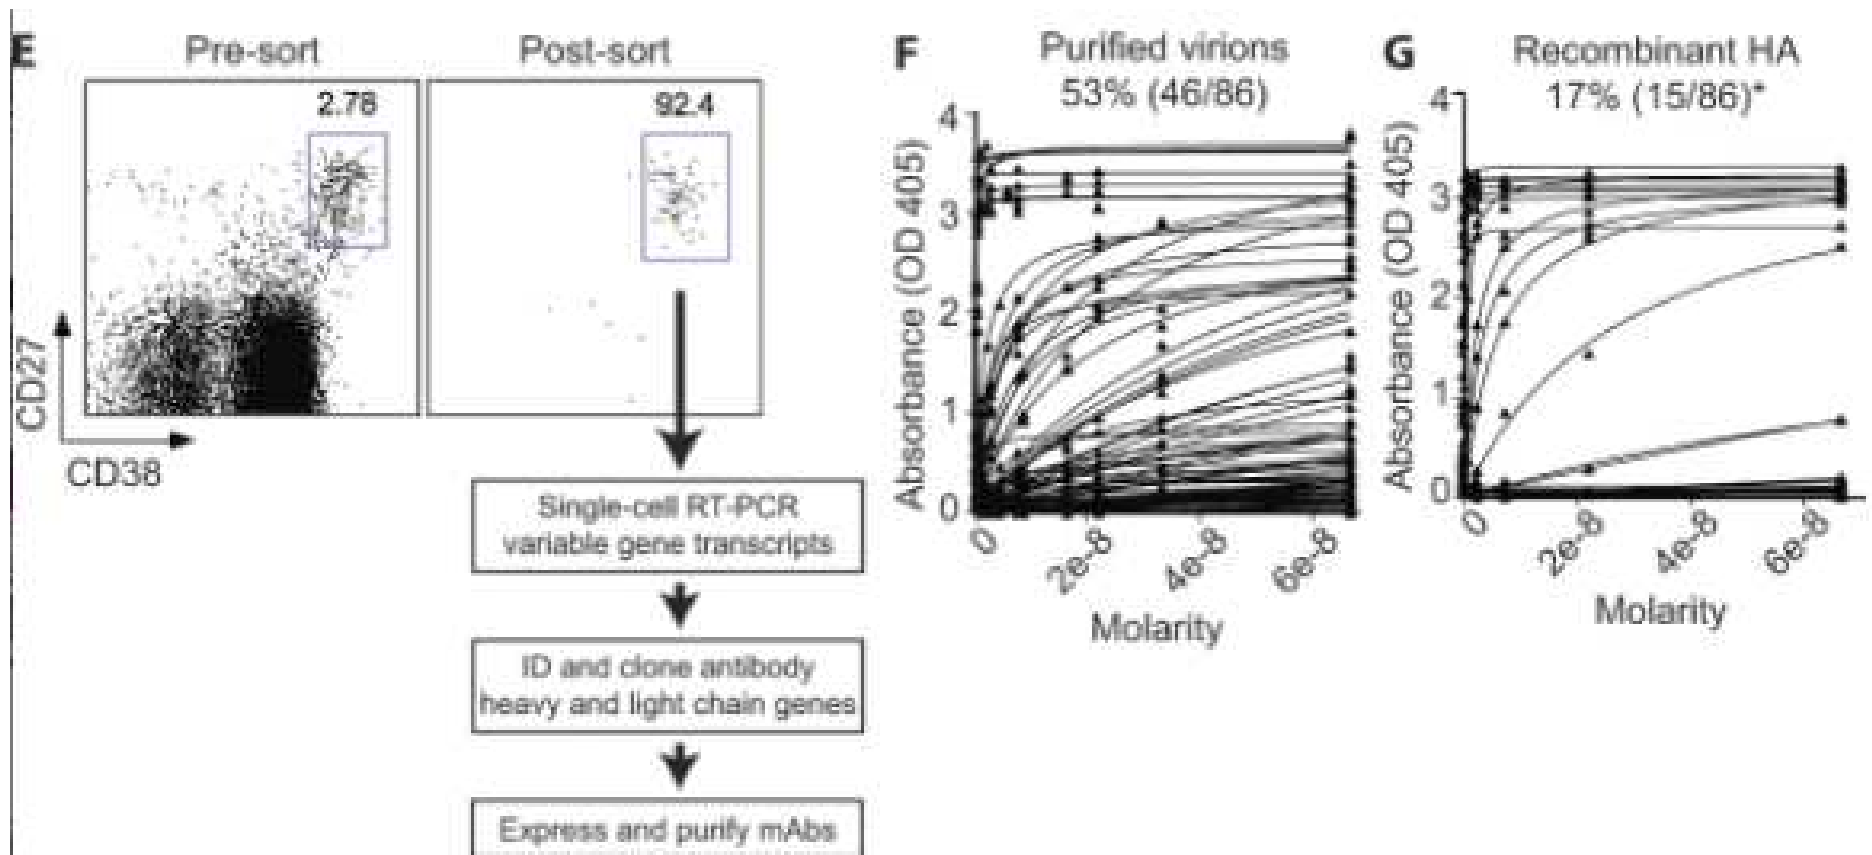 E
Pre-sort
Post-sort
2.78
92.4
CD27
CD38
Single-cell RT-PCR
variable gene transcripts
ID and clone antibody
heavy and light chain genes
Express and purify mAbs
F
Purified virions
53% (46/86)
Absorbance (OD 405)
4
3
2
1
0
0
2e-8
4e-8
6e-8
Molarity
G
Recombinant HA
17% (15/86)*
Absorbance (OD 405)
4
3
2
1
0
0
2e-8
4e-8
6e-8
Molarity